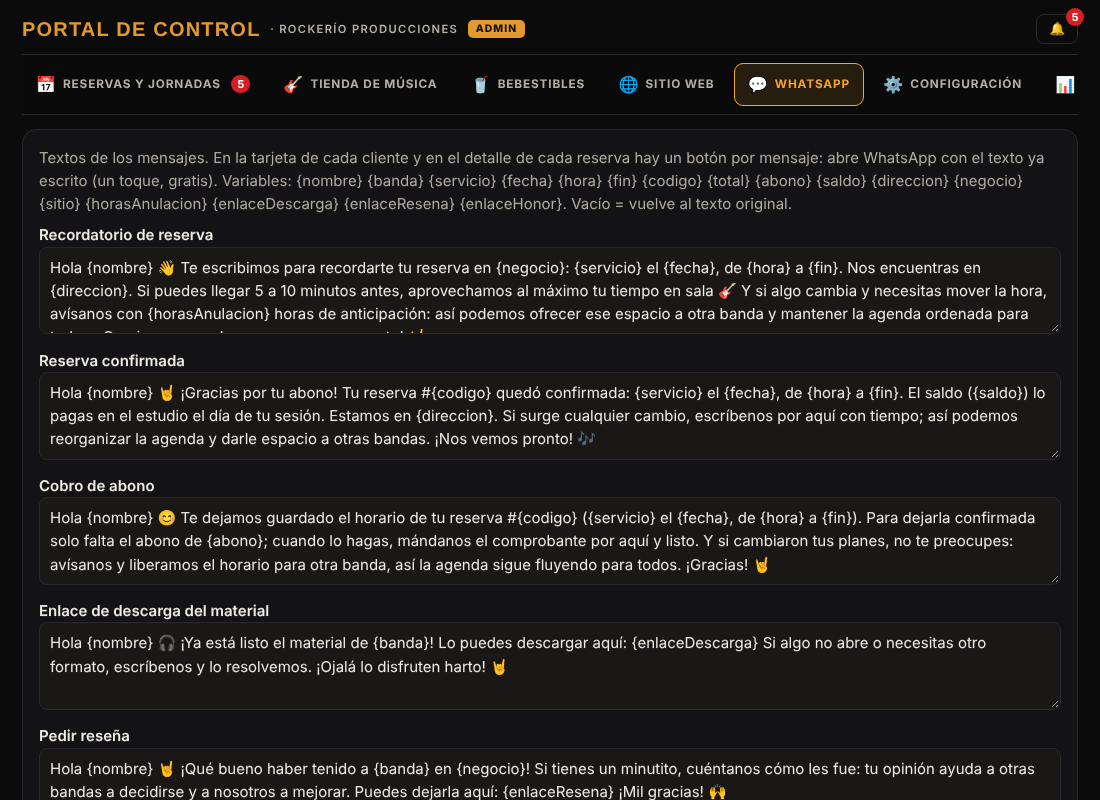 PORTAL DE CONTROL · ROCKERÍO PRODUCCIONES ADMIN 🔔 5
📅 RESERVAS Y JORNADAS 5 🎸 TIENDA DE MÚSICA 🥤 BEBESTIBLES 🌐 SITIO WEB 💬 WHATSAPP ⚙️ CONFIGURACIÓN 📊
Textos de los mensajes. En la tarjeta de cada cliente y en el detalle de cada reserva hay un botón por mensaje: abre WhatsApp con el texto ya
escrito (un toque, gratis). Variables: {nombre} {banda} {servicio} {fecha} {hora} {fin} {codigo} {total} {abono} {saldo} {direccion} {negocio}
{sitio} {horasAnulacion} {enlaceDescarga} {enlaceResena} {enlaceHonor}. Vacío = vuelve al texto original.
Recordatorio de reserva
Hola {nombre} 👋 Te escribimos para recordarte tu reserva en {negocio}: {servicio} el {fecha}, de {hora} a {fin}. Nos encuentras en
{direccion}. Si puedes llegar 5 a 10 minutos antes, aprovechamos al máximo tu tiempo en sala 🎸 Y si algo cambia y necesitas mover la hora,
avísanos con {horasAnulacion} horas de anticipación: así podemos ofrecer ese espacio a otra banda y mantener la agenda ordenada para
Reserva confirmada
Hola {nombre} 🤘 ¡Gracias por tu abono! Tu reserva #{codigo} quedó confirmada: {servicio} el {fecha}, de {hora} a {fin}. El saldo ({saldo}) lo
pagas en el estudio el día de tu sesión. Estamos en {direccion}. Si surge cualquier cambio, escríbenos por aquí con tiempo; así podemos
reorganizar la agenda y darle espacio a otras bandas. ¡Nos vemos pronto! 🎶
Cobro de abono
Hola {nombre} 😊 Te dejamos guardado el horario de tu reserva #{codigo} ({servicio} el {fecha}, de {hora} a {fin}). Para dejarla confirmada
solo falta el abono de {abono}; cuando lo hagas, mándanos el comprobante por aquí y listo. Y si cambiaron tus planes, no te preocupes:
avísanos y liberamos el horario para otra banda, así la agenda sigue fluyendo para todos. ¡Gracias! 🤘
Enlace de descarga del material
Hola {nombre} 🎧 ¡Ya está listo el material de {banda}! Lo puedes descargar aquí: {enlaceDescarga} Si algo no abre o necesitas otro
formato, escríbenos y lo resolvemos. ¡Ojalá lo disfruten harto! 🤘
Pedir reseña
Hola {nombre} 🤘 ¡Qué bueno haber tenido a {banda} en {negocio}! Si tienes un minutito, cuéntanos cómo les fue: tu opinión ayuda a otras
bandas a decidirse y a nosotros a mejorar. Puedes dejarla aquí: {enlaceResena} ¡Mil gracias! 🙌